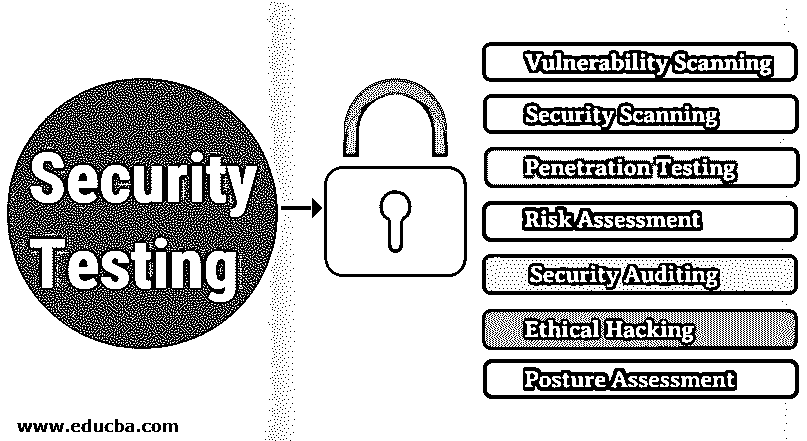 Security
Testing
Vulnerability Scanning
Security Scanning
Penetration Testing
Risk Assessment
Security Auditing
Ethical Hacking
Posture Assessment
www.educba.com